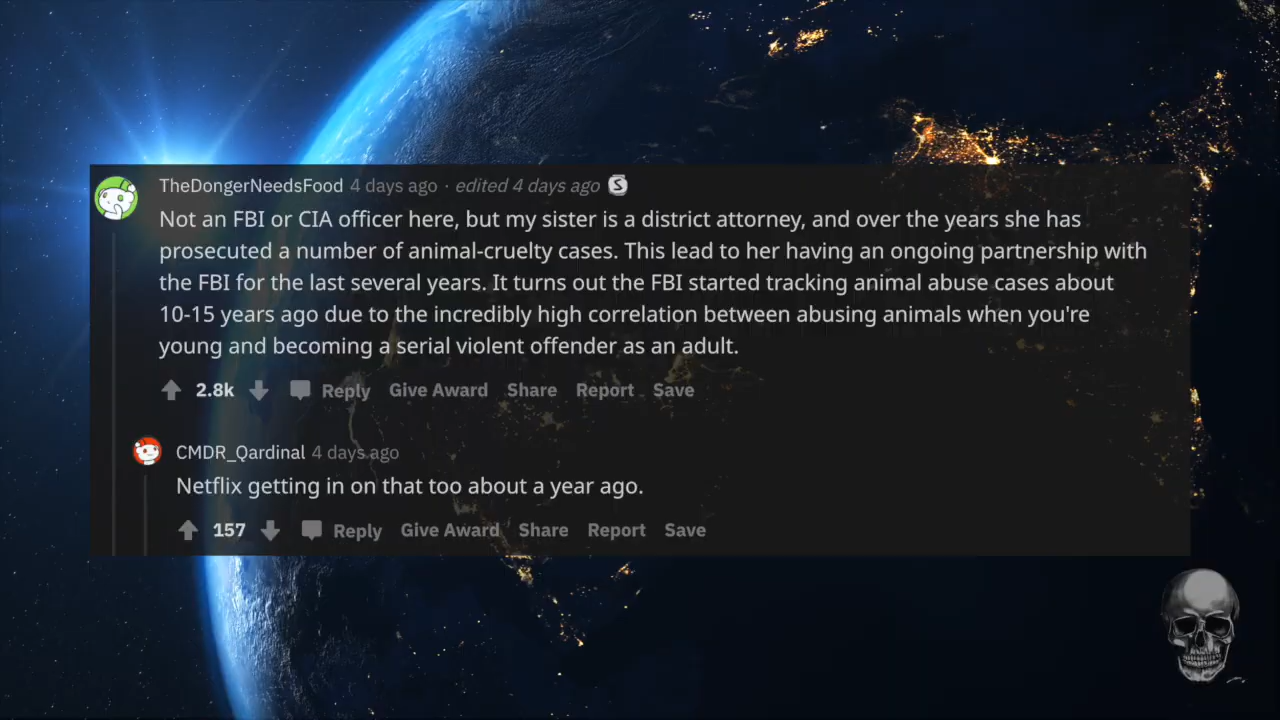 TheDongerNeedsFood 4 days ago · edited 4 days ago S
Not an FBI or CIA officer here, but my sister is a district attorney, and over the years she has
prosecuted a number of animal-cruelty cases. This lead to her having an ongoing partnership with
the FBI for the last several years. It turns out the FBI started tracking animal abuse cases about
10-15 years ago due to the incredibly high correlation between abusing animals when you're
young and becoming a serial violent offender as an adult.
2.8k Reply Give Award Share Report Save
CMDR_Qardinal 4 days ago
Netflix getting in on that too about a year ago.
157 Reply Give Award Share Report Save